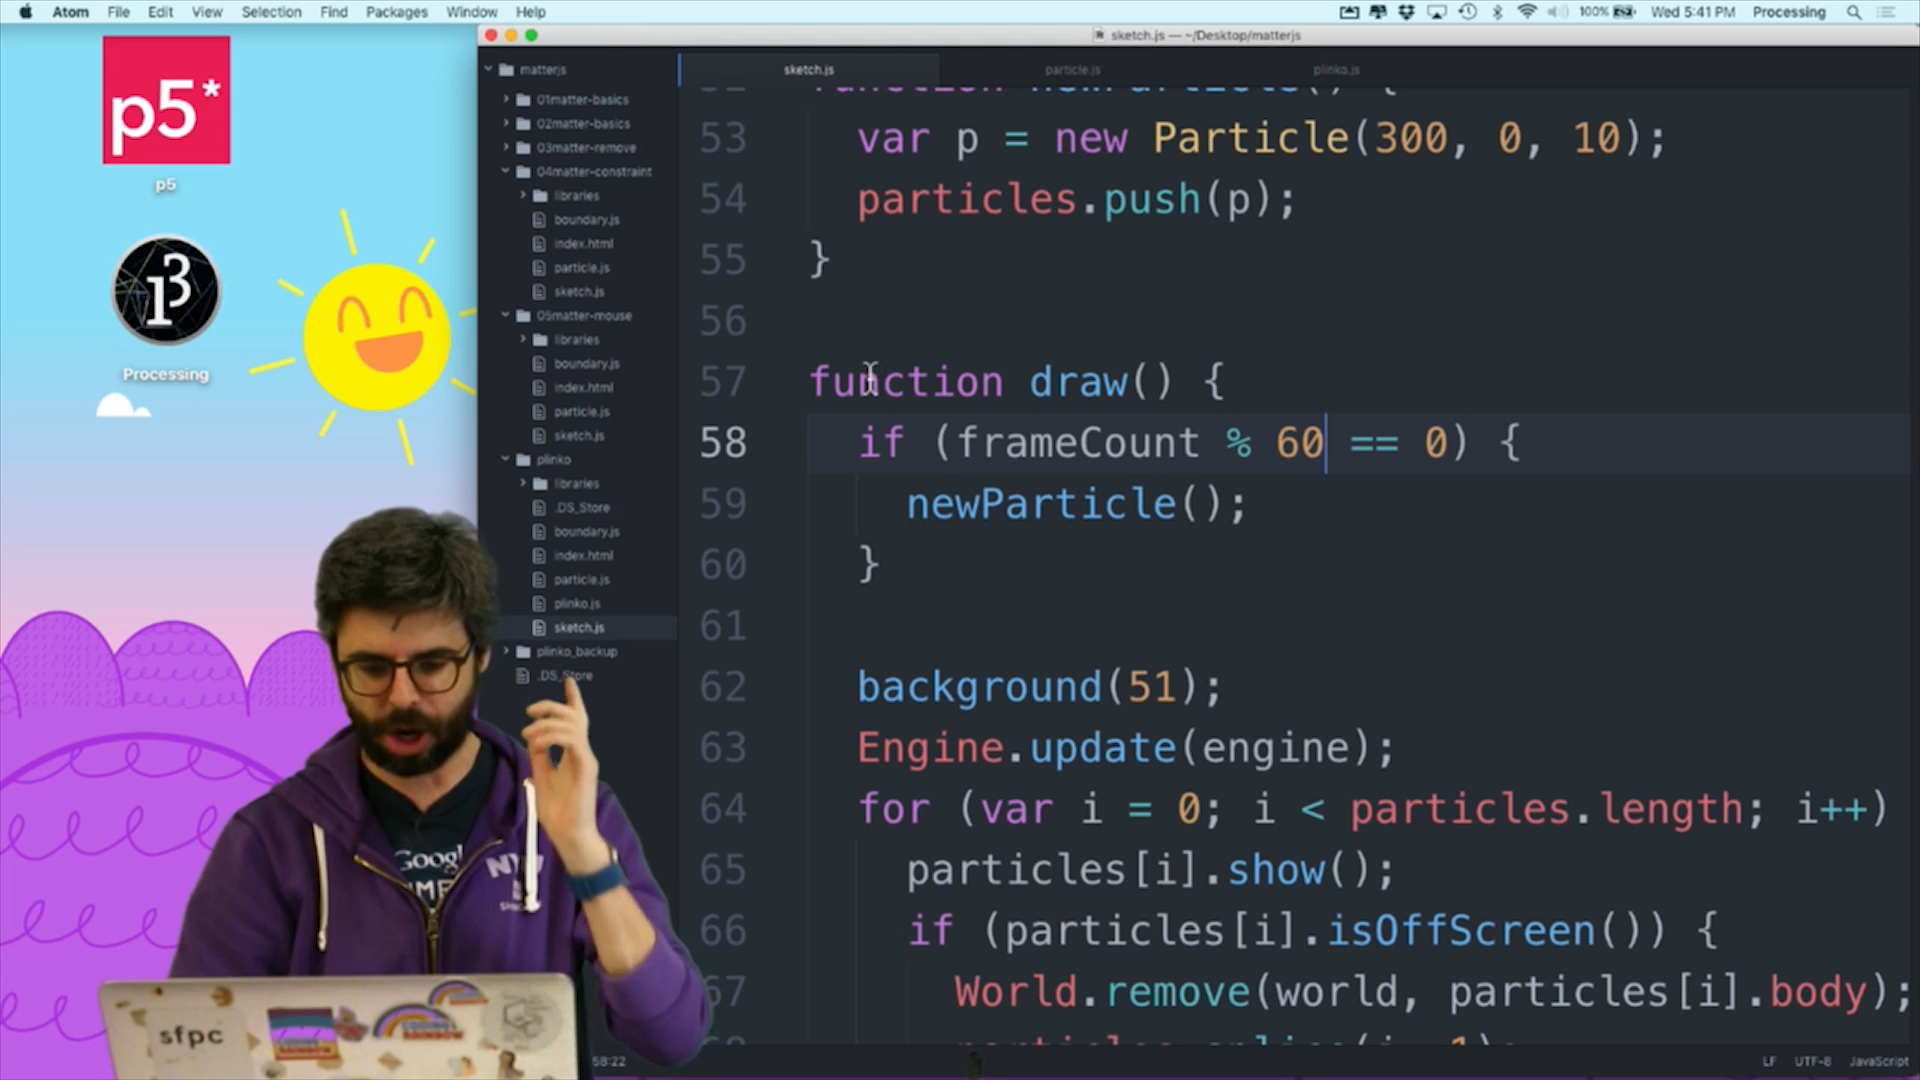 Atom File Edit View Selection Find Packages Window Help
100% Wed 5:41 PM Processing
sketch.js — ~/Desktop/matterjs
p5*
p5
Processing
matterjs
01matter-basics
02matter-basics
03matter-remove
04matter-constraint
libraries
boundary.js
index.html
particle.js
sketch.js
05matter-mouse
libraries
boundary.js
index.html
particle.js
sketch.js
plinko
libraries
.DS_Store
boundary.js
index.html
particle.js
plinko.js
sketch.js
plinko_backup
.DS_Store
sketch.js particle.js plinko.js
53 var p = new Particle(300, 0, 10);
54 particles.push(p);
55 }
56
57 function draw() {
58 if (frameCount % 60 == 0) {
59 newParticle();
60 }
61
62 background(51);
63 Engine.update(engine);
64 for (var i = 0; i < particles.length; i++)
65 particles[i].show();
66 if (particles[i].isOffScreen()) {
67 World.remove(world, particles[i].body);
58:22
LF UTF-8 JavaScript
Google
NYU
sfpc